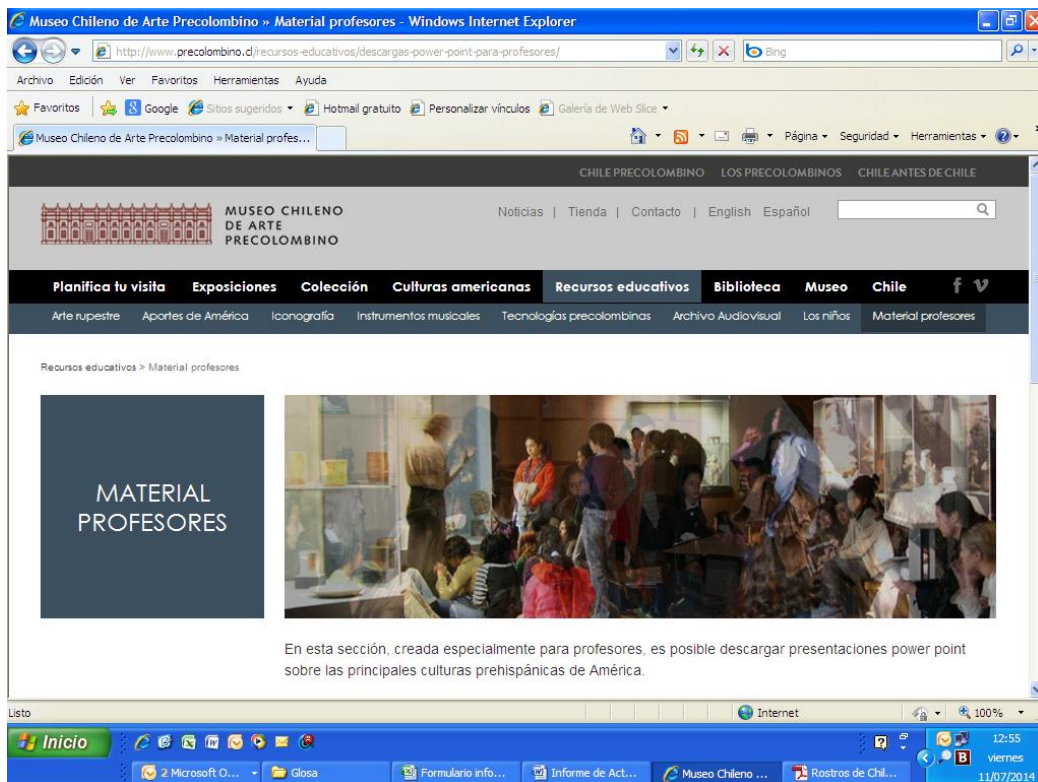 Museo Chileno de Arte Precolombino » Material profesores - Windows Internet Explorer
http://www.precolombino.cl/recursos-educativos/descargas-power-point-para-profesores/ Bing
Archivo Edición Ver Favoritos Herramientas Ayuda
Favoritos Google Sitios sugeridos Hotmail gratuito Personalizar vínculos Galería de Web Slice
Museo Chileno de Arte Precolombino » Material profes... Página Seguridad Herramientas
CHILE PRECOLOMBINO LOS PRECOLOMBINOS CHILE ANTES DE CHILE
MUSEO CHILENO
DE ARTE
PRECOLOMBINO
Noticias | Tienda | Contacto | English Español
Planifica tu visita Exposiciones Colección Culturas americanas Recursos educativos Biblioteca Museo Chile
Arte rupestre Aportes de América Iconografía Instrumentos musicales Tecnologías precolombinas Archivo Audiovisual Los niños Material profesores
Recursos educativos > Material profesores
MATERIAL
PROFESORES
En esta sección, creada especialmente para profesores, es posible descargar presentaciones power point
sobre las principales culturas prehispánicas de América.
Listo Internet 100%
Inicio 12:55
viernes
2 Microsoft O... Glosa Formulario info... Informe de Act... Museo Chileno ... Rostros de Chil... 11/07/2014